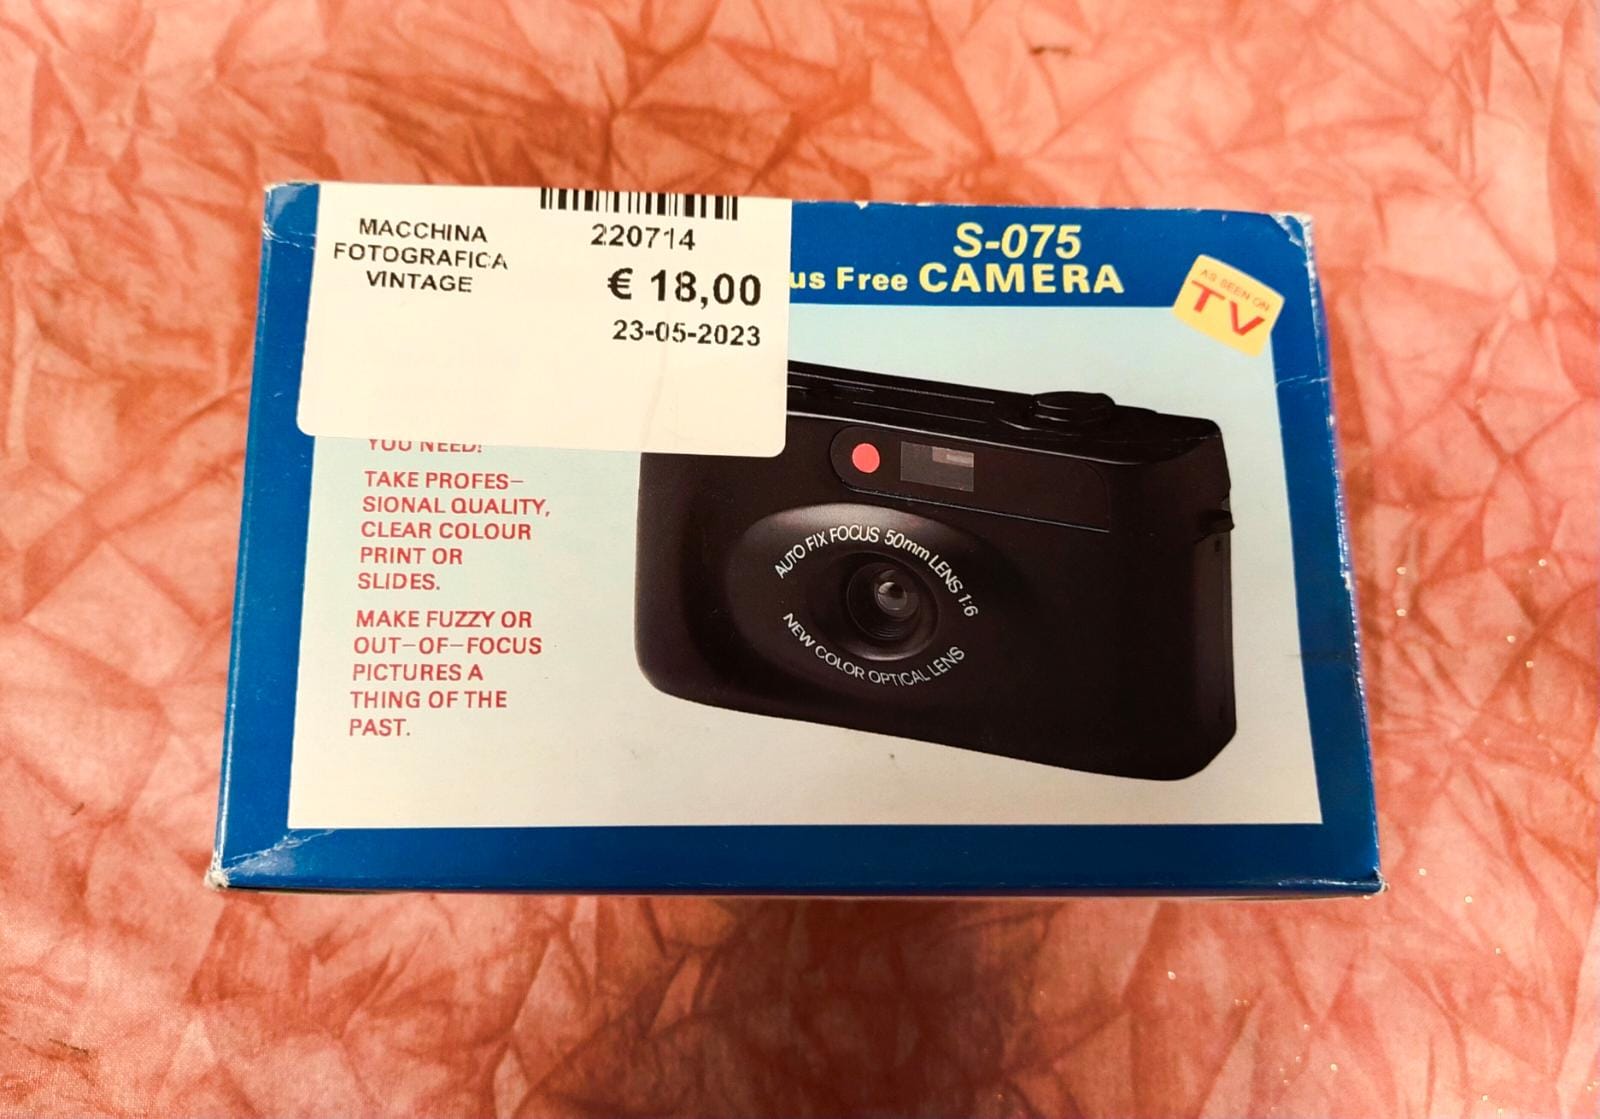 MACCHINA
FOTOGRAFICA
VINTAGE
220714
€ 18,00
23-05-2023
S-075
Free CAMERA
AS SEEN ON
TV
YOU NEED!
TAKE PROFES-
SIONAL QUALITY,
CLEAR COLOUR
PRINT OR
SLIDES.
MAKE FUZZY OR
OUT-OF-FOCUS
PICTURES A
THING OF THE
PAST.
AUTO FIX FOCUS 50mm LENS 1:6
NEW COLOR OPTICAL LENS